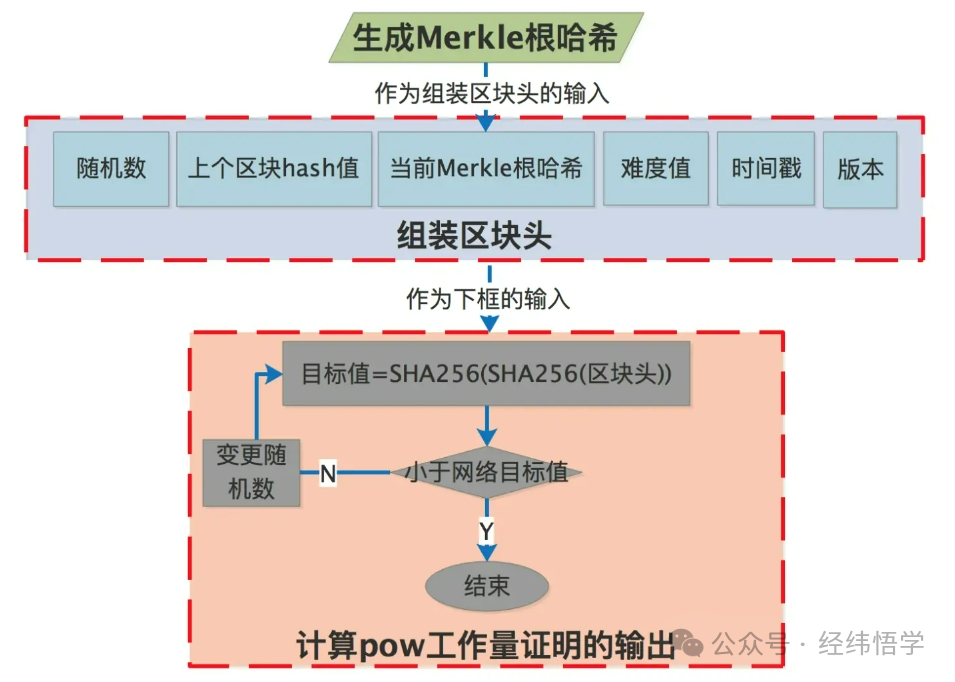 生成Merkle根哈希
作为组装区块头的输入
随机数
上个区块hash值
当前Merkle根哈希
难度值
时间戳
版本
组装区块头
作为下框的输入
目标值=SHA256(SHA256(区块头))
变更随
机数
N
小于网络目标值
Y
结束
计算pow工作量证明的输出
公众号 · 经纬悟学